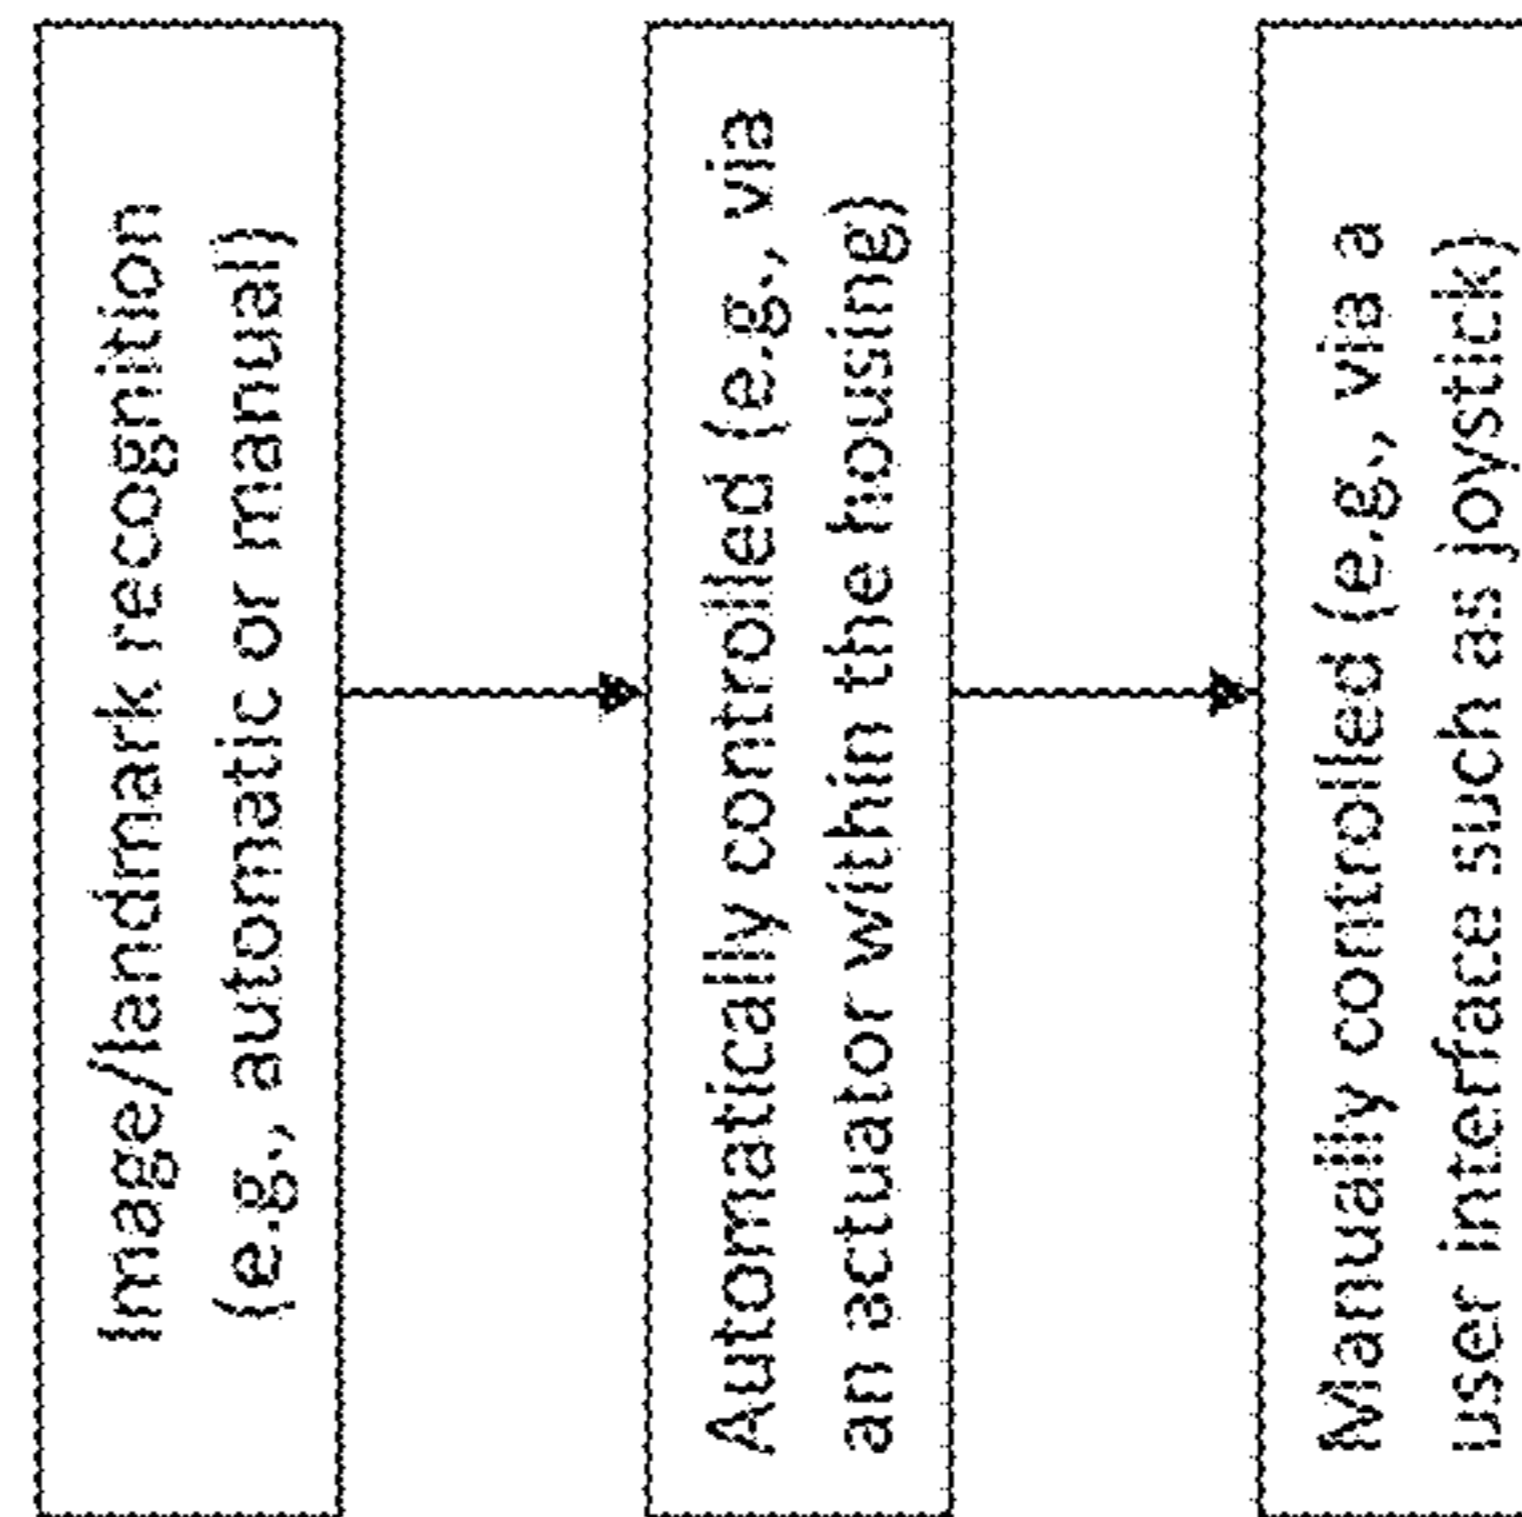 Image/landmark recognition
(e.g., automatic or manual)
Automatically controlled (e.g., via
an actuator within the housing)
Manually controlled (e.g., via a
user interface such as joystick)